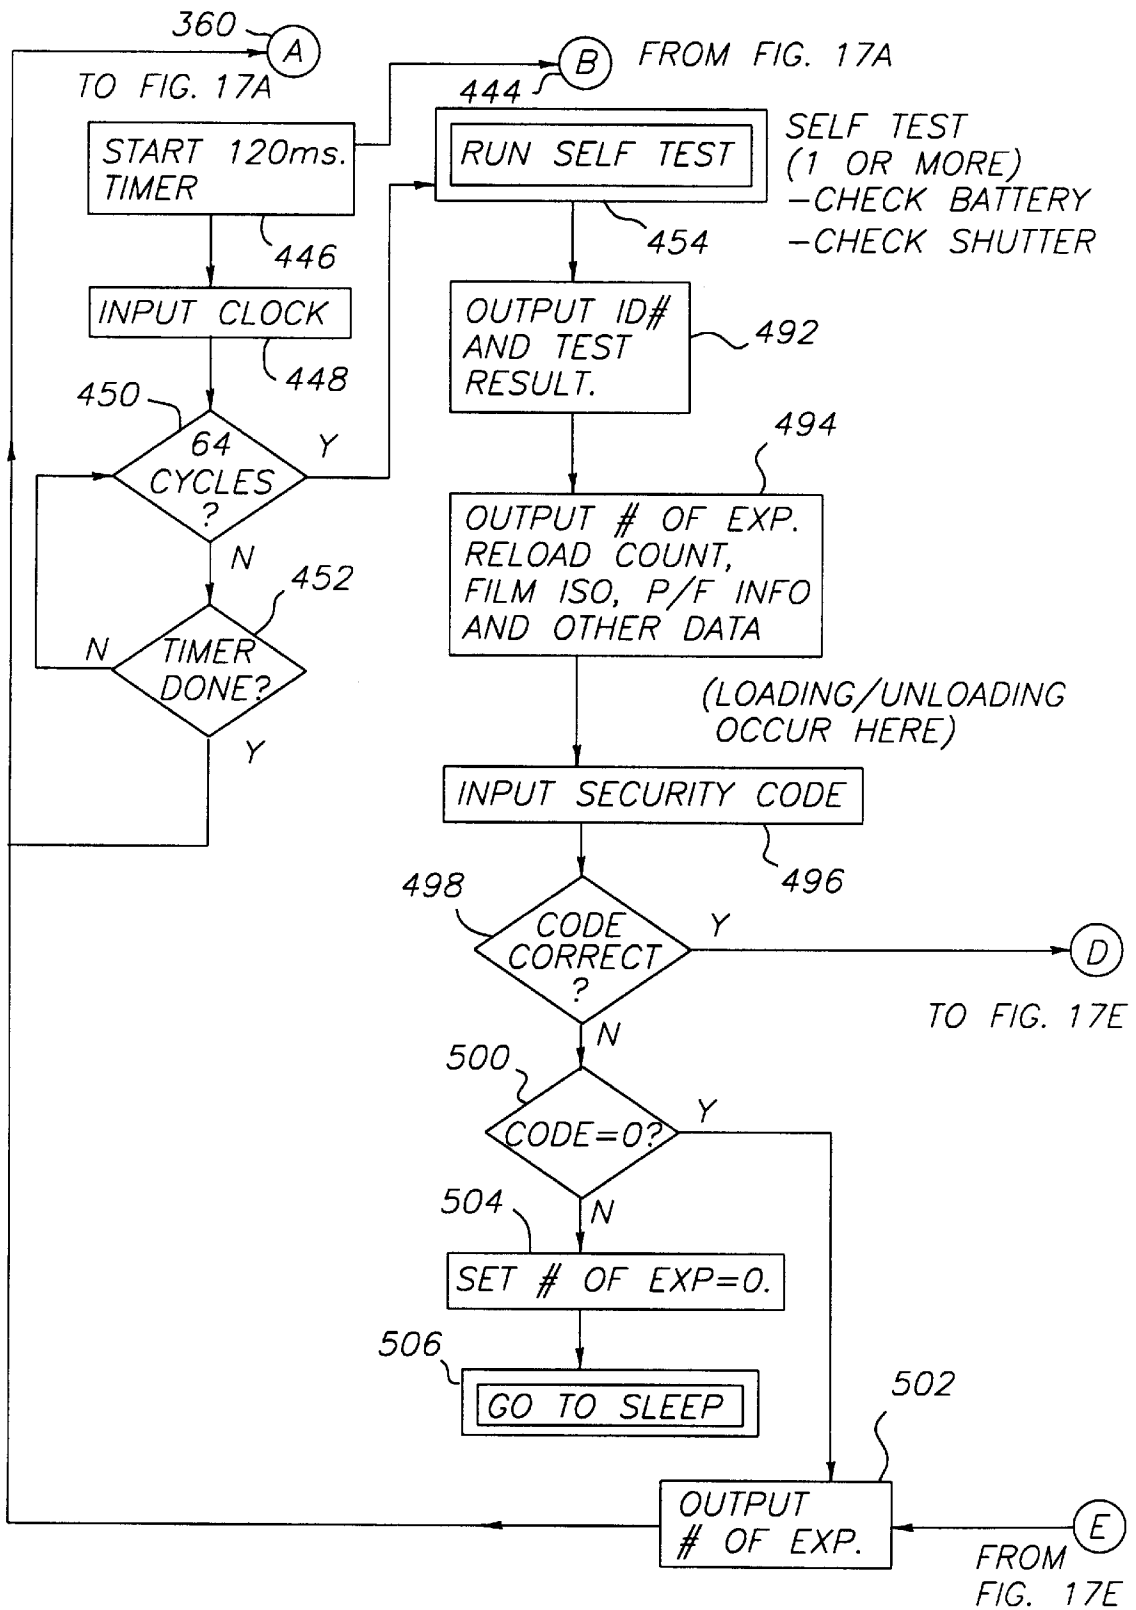 360
A
TO FIG. 17A
B
444
FROM FIG. 17A
START 120ms.
TIMER
446
INPUT CLOCK
448
450
64
CYCLES
?
Y
N
452
TIMER
DONE?
N
Y
RUN SELF TEST
454
SELF TEST
(1 OR MORE)
-CHECK BATTERY
-CHECK SHUTTER
OUTPUT ID#
AND TEST
RESULT.
492
494
OUTPUT # OF EXP.
RELOAD COUNT,
FILM ISO, P/F INFO
AND OTHER DATA
(LOADING/UNLOADING
OCCUR HERE)
INPUT SECURITY CODE
496
498
CODE
CORRECT
?
Y
D
TO FIG. 17E
N
500
CODE=0?
Y
N
504
SET # OF EXP=0.
506
GO TO SLEEP
502
OUTPUT
# OF EXP.
E
FROM
FIG. 17E